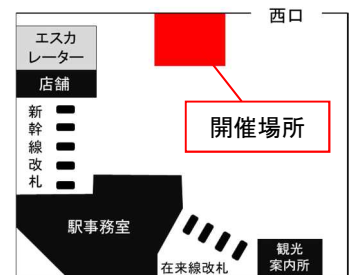 西口
エスカ
レーター
店舗
開催場所
新
幹
線
改
札
駅事務室
在来線改札
観光
案内所